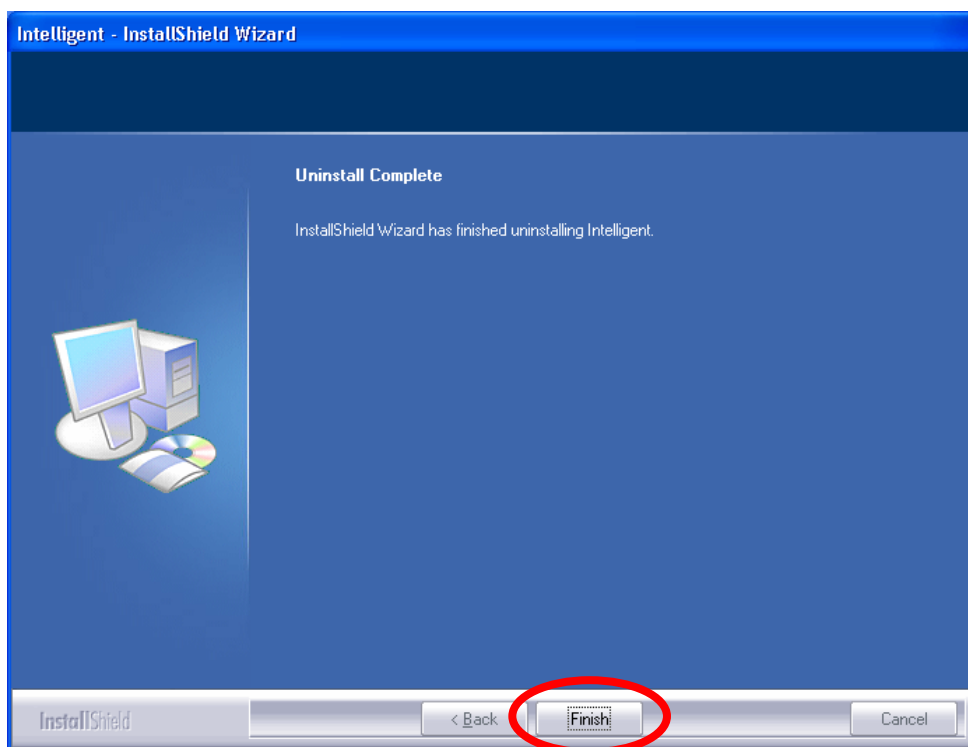 Intelligent - InstallShield Wizard
Uninstall Complete
InstallShield Wizard has finished uninstalling Intelligent.
InstallShield
< Back
Finish
Cancel